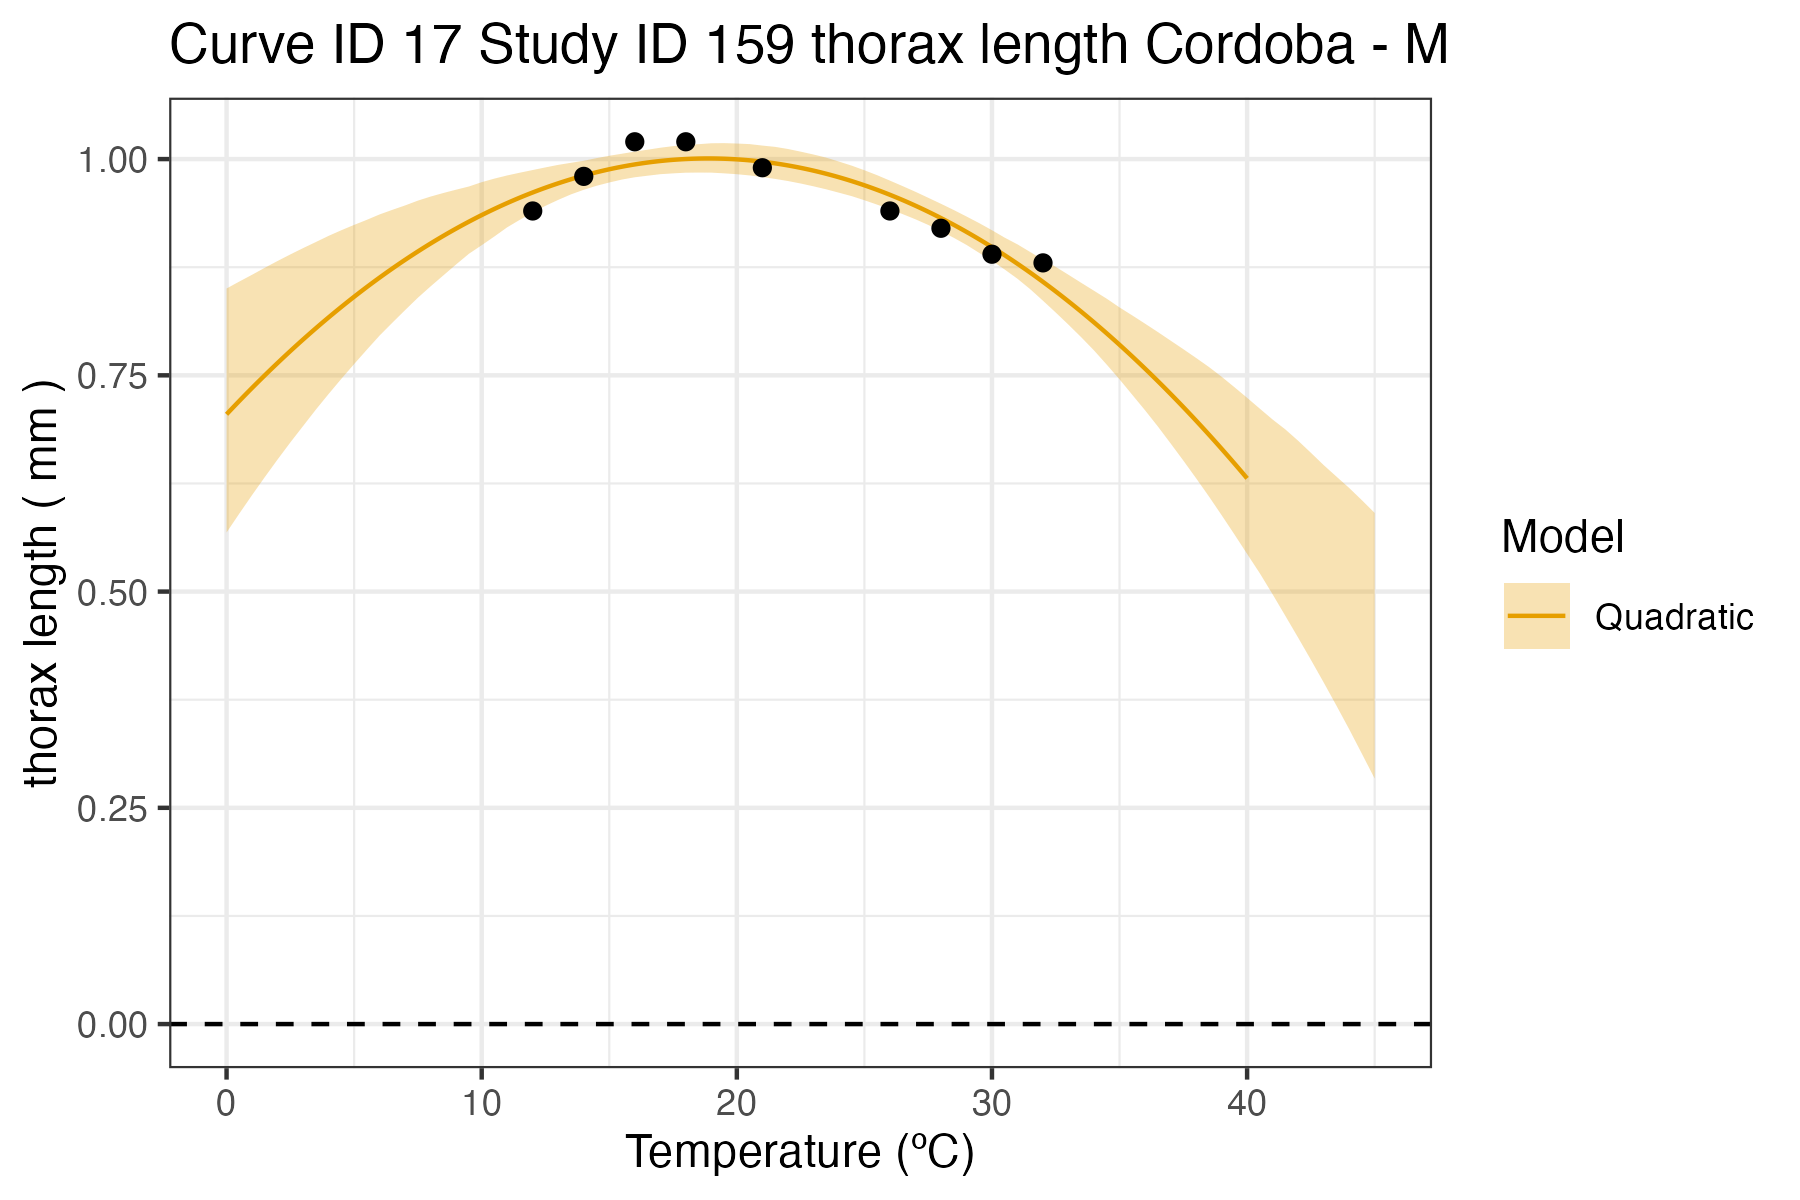 Curve ID 17 Study ID 159 thorax length Cordoba - M
thorax length ( mm )
1.00
0.75
0.50
0.25
0.00
0 10 20 30 40
Temperature (ºC)
Model
Quadratic